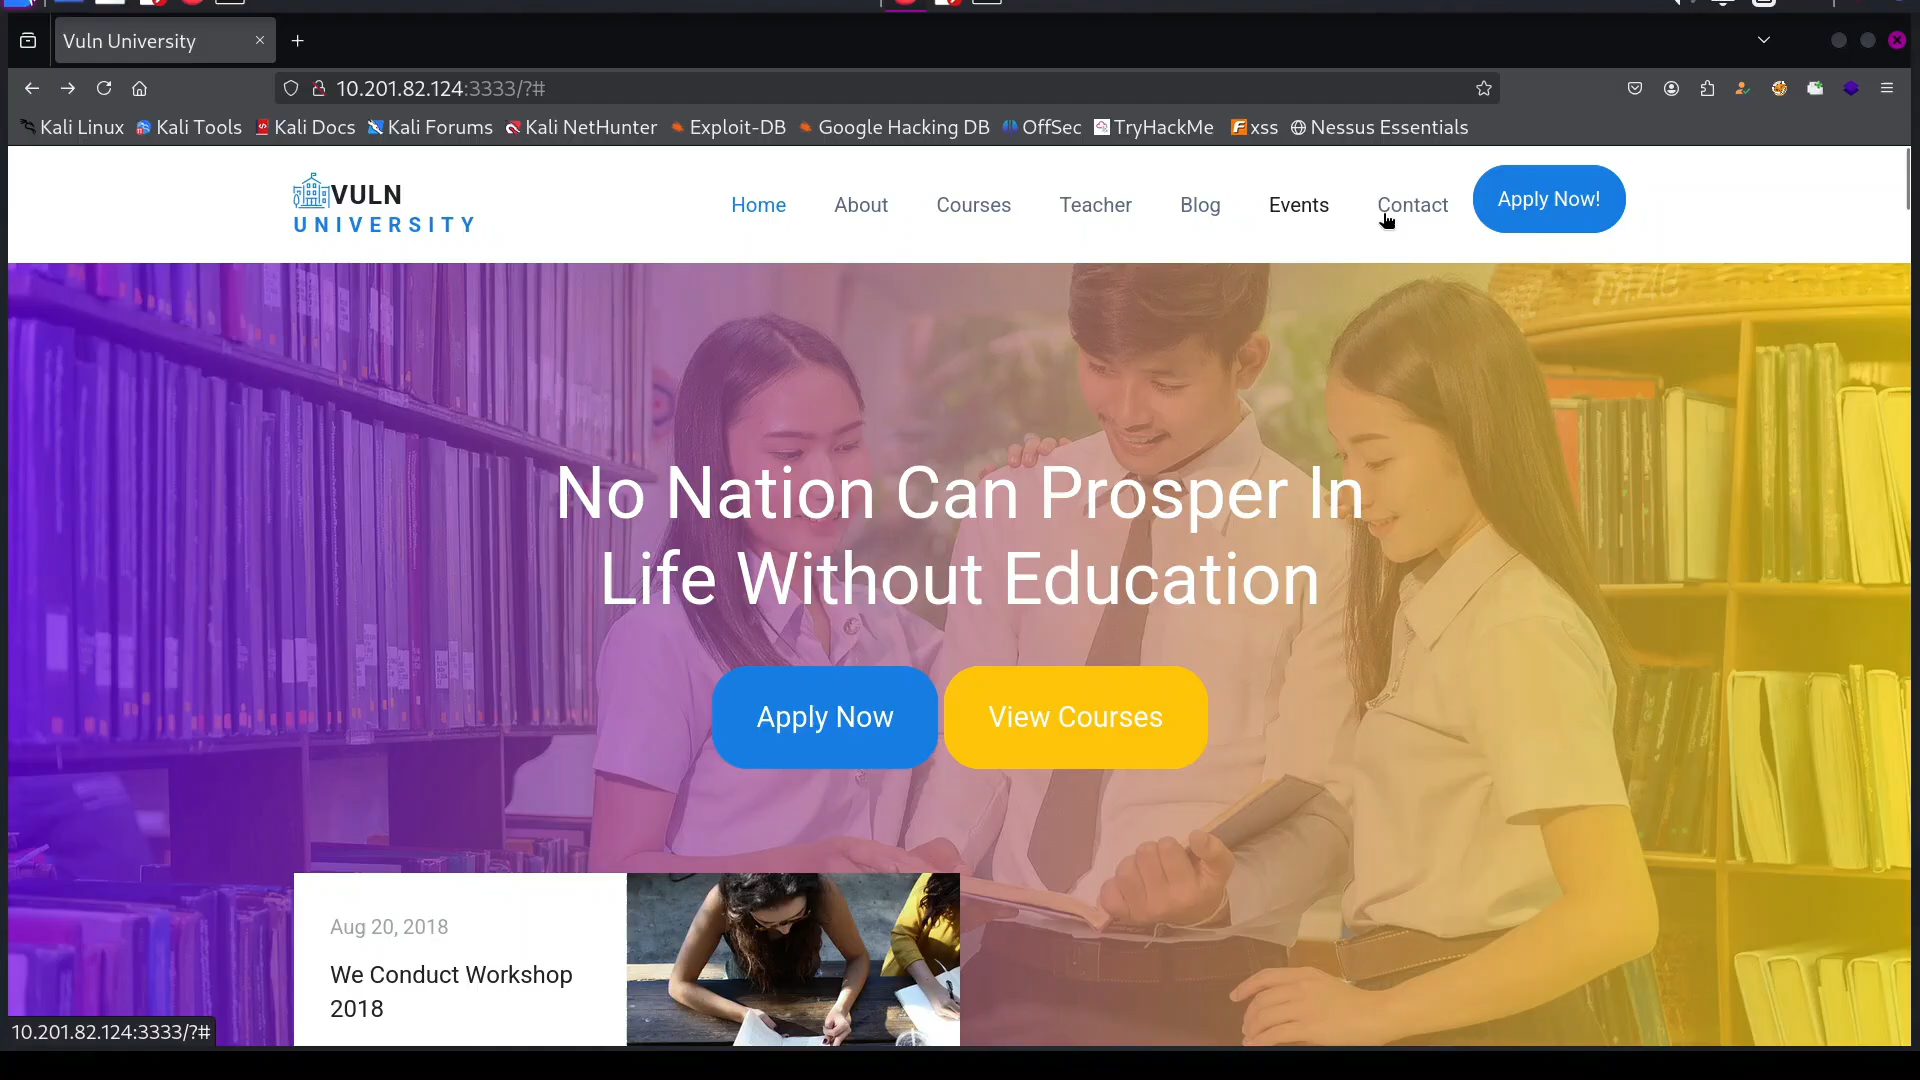 Vuln University
10.201.82.124:3333/?#
Kali Linux Kali Tools Kali Docs Kali Forums Kali NetHunter Exploit-DB Google Hacking DB OffSec TryHackMe xss Nessus Essentials
VULN
UNIVERSITY
Home About Courses Teacher Blog Events Contact Apply Now!
No Nation Can Prosper In
Life Without Education
Apply Now View Courses
Aug 20, 2018
We Conduct Workshop
2018
10.201.82.124:3333/?#